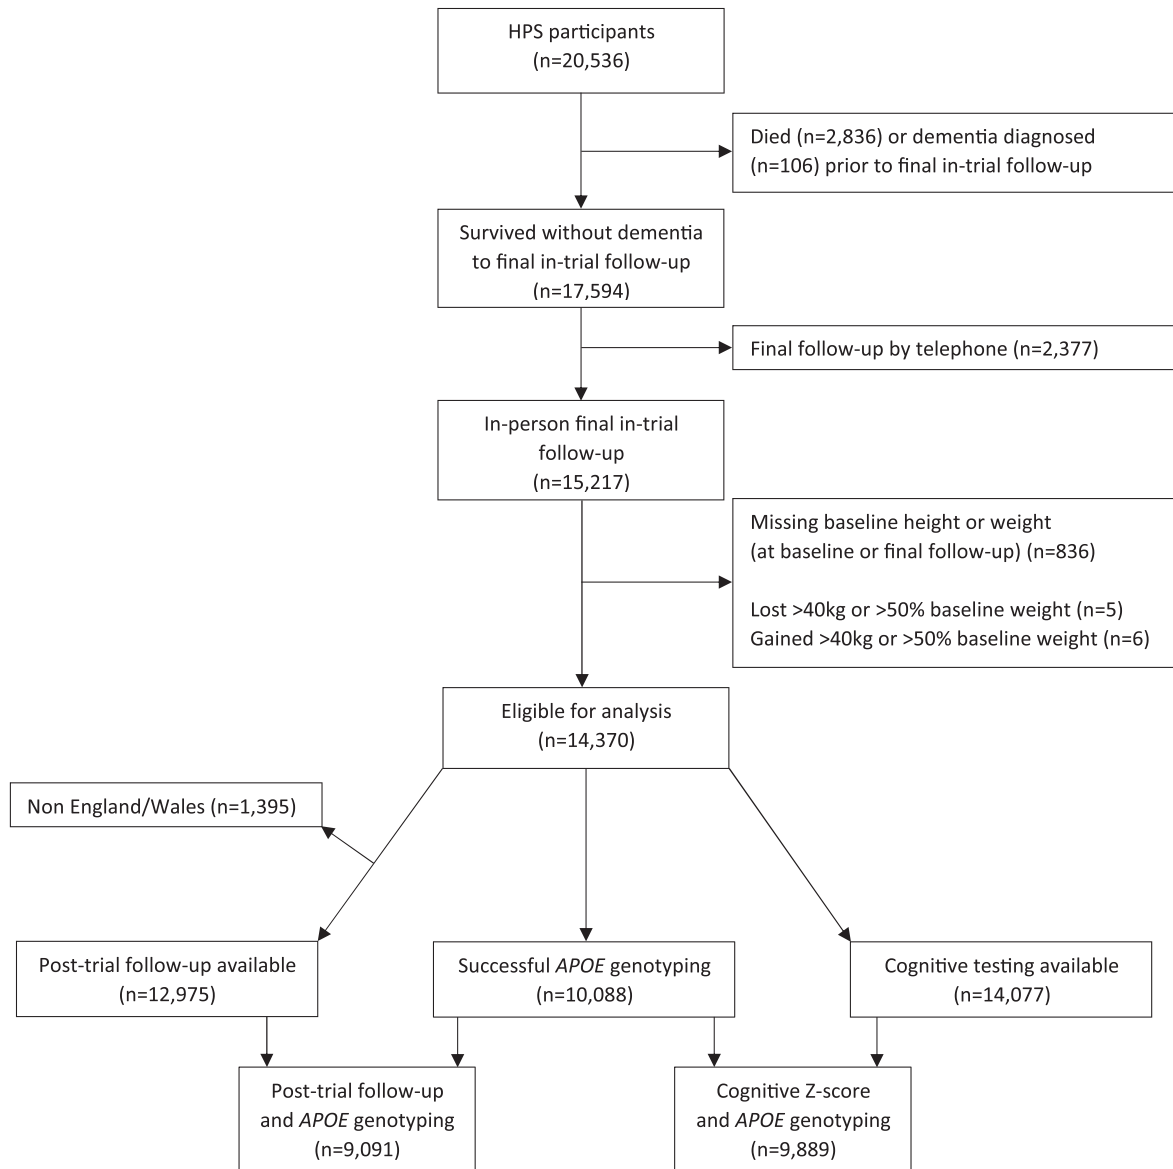 HPS participants
(n=20,536)
Died (n=2,836) or dementia diagnosed
(n=106) prior to final in-trial follow-up
Survived without dementia
to final in-trial follow-up
(n=17,594)
Final follow-up by telephone (n=2,377)
In-person final in-trial
follow-up
(n=15,217)
Missing baseline height or weight
(at baseline or final follow-up) (n=836)
Lost >40kg or >50% baseline weight (n=5)
Gained >40kg or >50% baseline weight (n=6)
Eligible for analysis
(n=14,370)
Non England/Wales (n=1,395)
Post-trial follow-up available
(n=12,975)
Successful APOE genotyping
(n=10,088)
Cognitive testing available
(n=14,077)
Post-trial follow-up
and APOE genotyping
(n=9,091)
Cognitive Z-score
and APOE genotyping
(n=9,889)